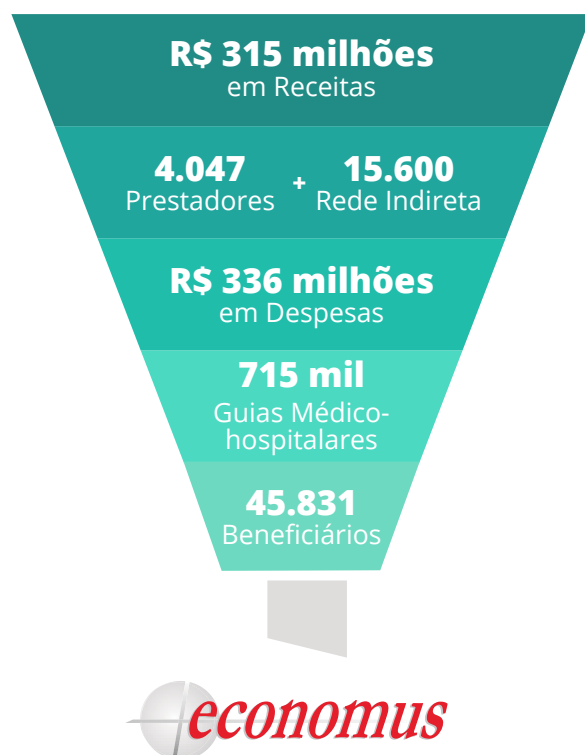 R$ 315 milhões
em Receitas
4.047 + 15.600
Prestadores Rede Indireta
R$ 336 milhões
em Despesas
715 mil
Guias Médico-
hospitalares
45.831
Beneficiários
economus